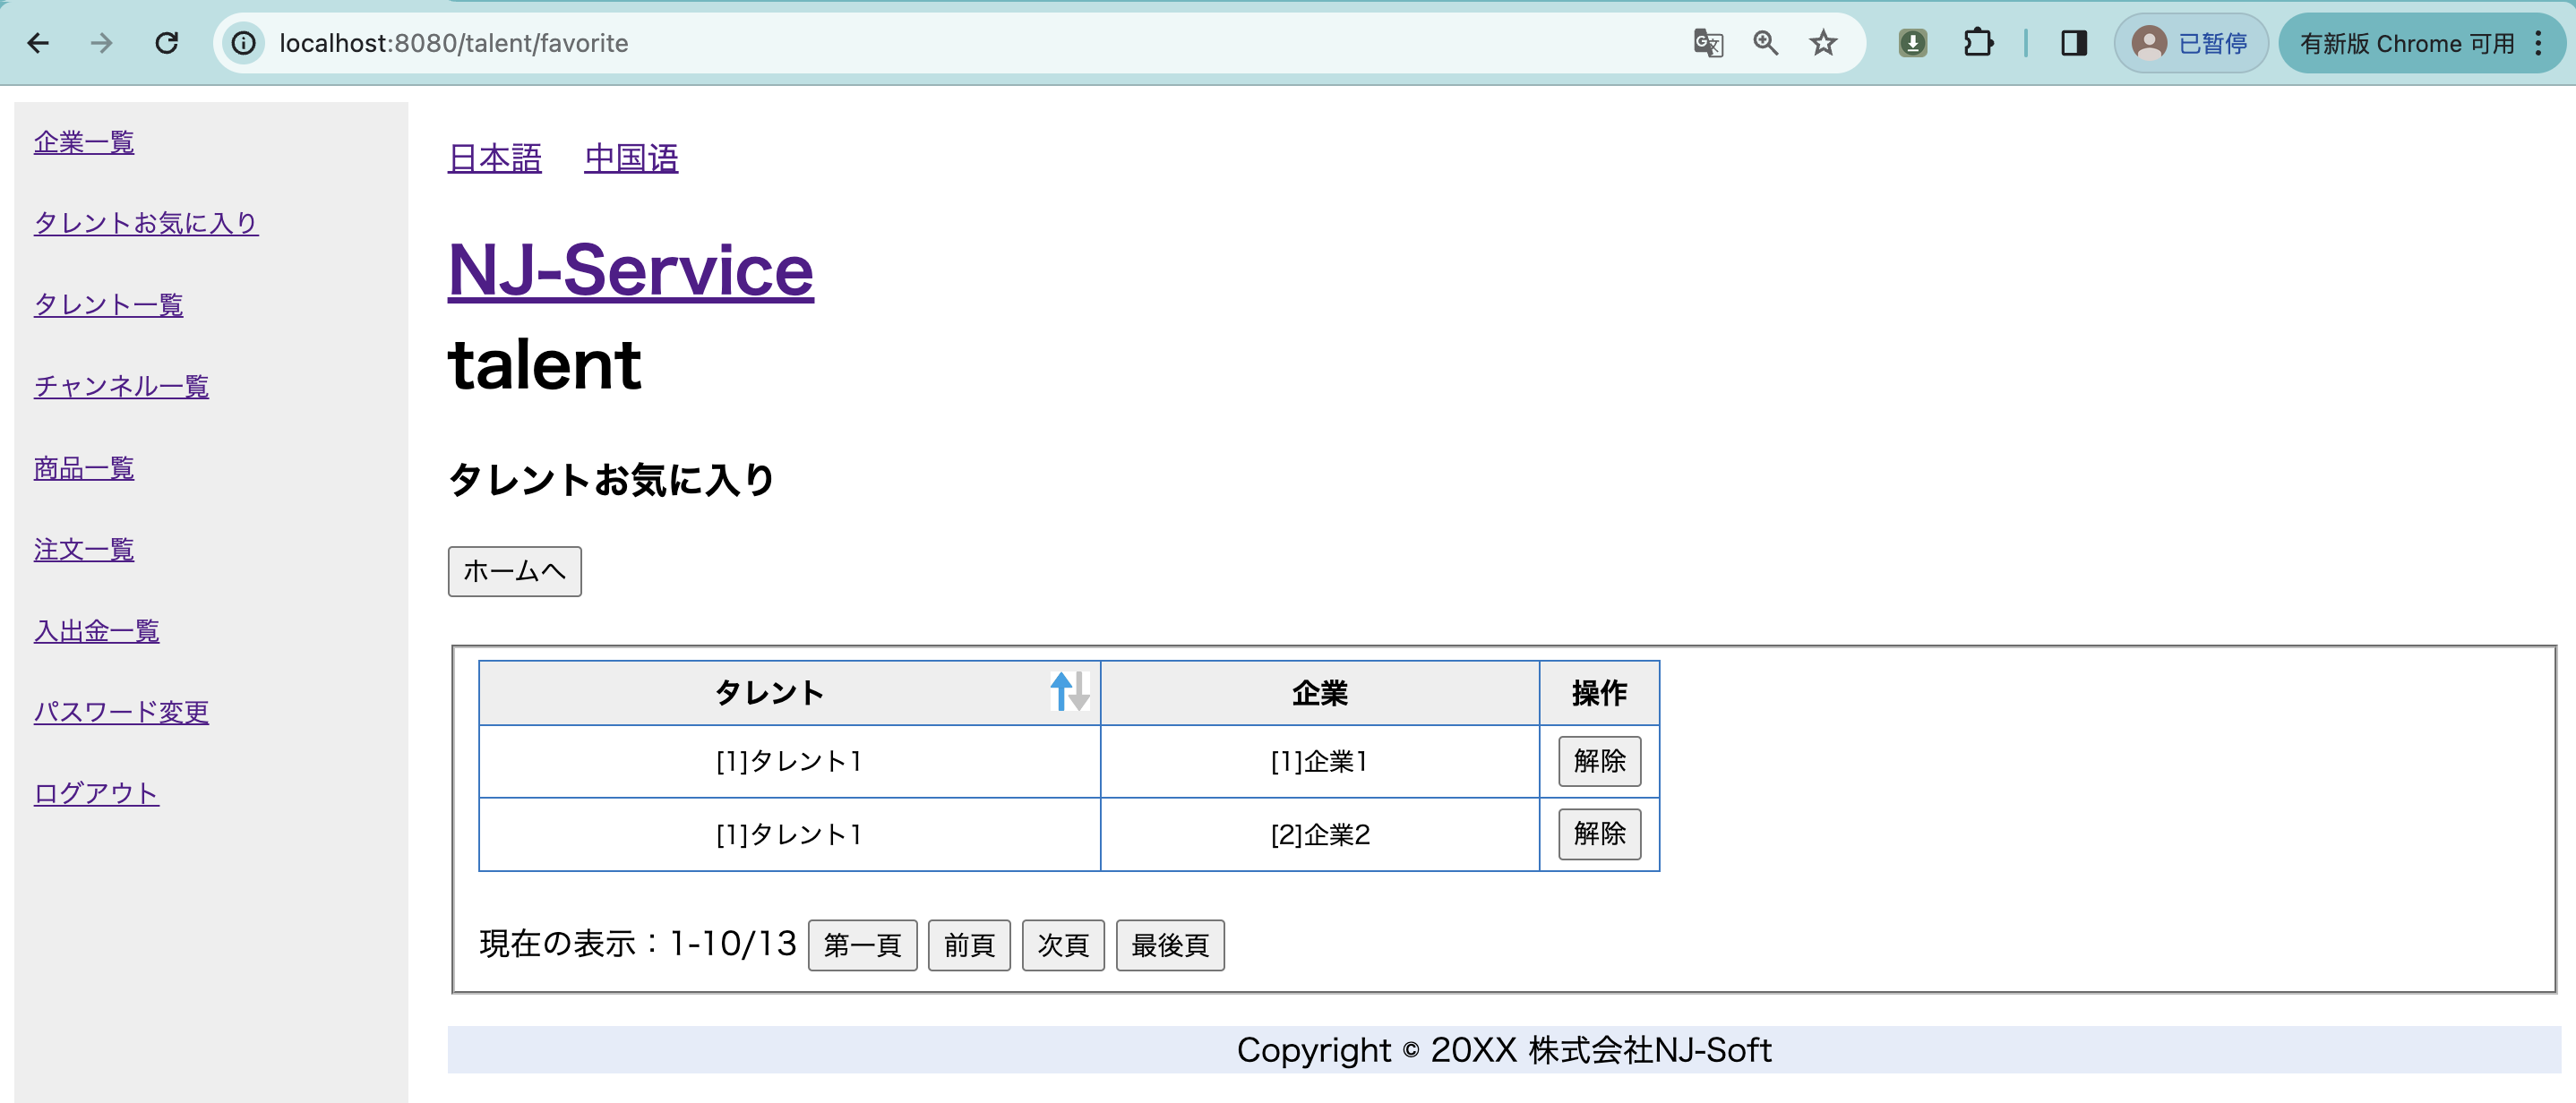 localhost:8080/talent/favorite
已暂停
有新版 Chrome 可用
企業一覧
タレントお気に入り
タレント一覧
チャンネル一覧
商品一覧
注文一覧
入出金一覧
パスワード変更
ログアウト
日本語 中国语
NJ-Service
talent
タレントお気に入り
ホームへ
タレント 企業 操作
[1]タレント1 [1]企業1 解除
[1]タレント1 [2]企業2 解除
現在の表示：1-10/13 第一頁 前頁 次頁 最後頁
Copyright © 20XX 株式会社NJ-Soft